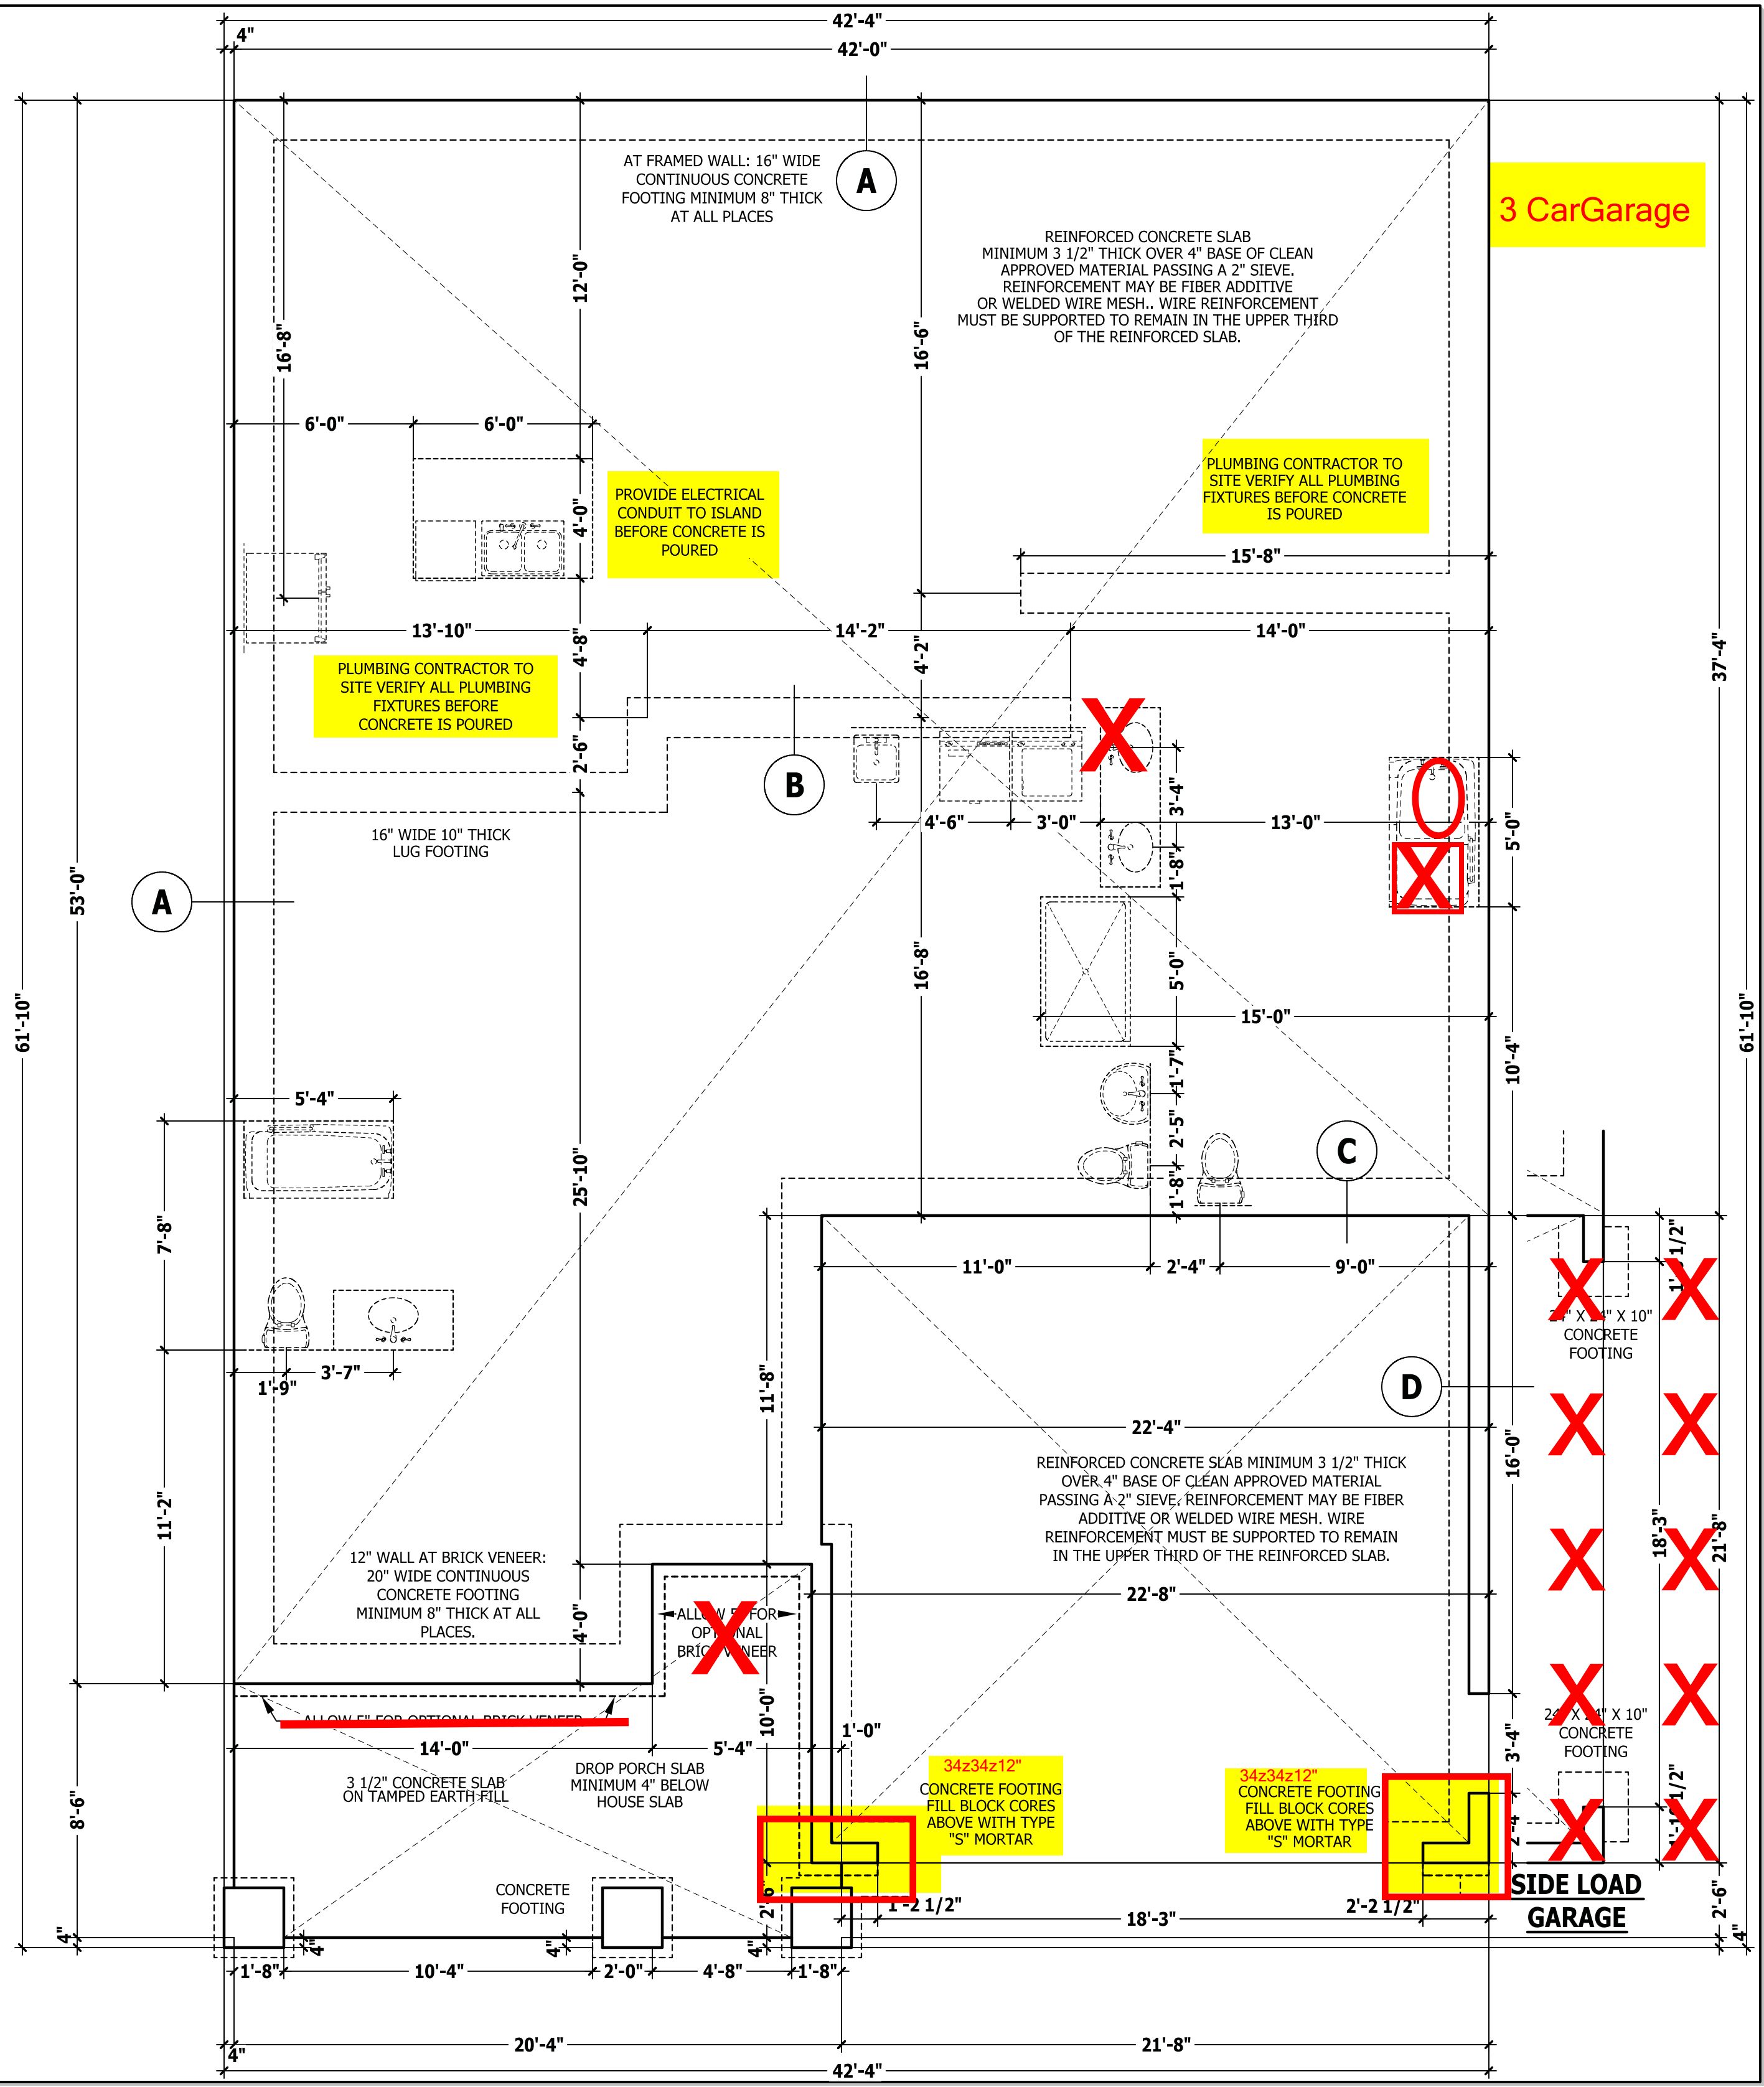 42'-4"
4"
42'-0"
A
AT FRAMED WALL: 16" WIDE
CONTINUOUS CONCRETE
FOOTING MINIMUM 8" THICK
AT ALL PLACES
3 CarGarage
REINFORCED CONCRETE SLAB
MINIMUM 3 1/2" THICK OVER 4" BASE OF CLEAN
APPROVED MATERIAL PASSING A 2" SIEVE.
REINFORCEMENT MAY BE FIBER ADDITIVE
OR WELDED WIRE MESH.. WIRE REINFORCEMENT
MUST BE SUPPORTED TO REMAIN IN THE UPPER THIRD
OF THE REINFORCED SLAB.
12'-0"
16'-8"
16'-6"
6'-0"
6'-0"
PLUMBING CONTRACTOR TO
SITE VERIFY ALL PLUMBING
FIXTURES BEFORE CONCRETE
IS POURED
PROVIDE ELECTRICAL
CONDUIT TO ISLAND
BEFORE CONCRETE IS
POURED
4'-0"
15'-8"
13'-10"
14'-2"
14'-0"
4'-8"
4'-2"
37'-4"
PLUMBING CONTRACTOR TO
SITE VERIFY ALL PLUMBING
FIXTURES BEFORE
CONCRETE IS POURED
2'-6"
X
B
3'-4"
4'-6"
3'-0"
13'-0"
5'-0"
16" WIDE 10" THICK
LUG FOOTING
1'-8"
X
53'-0"
A
16'-8"
5'-0"
15'-0"
61'-10"
61'-10"
10'-4"
1'-7"
5'-4"
2'-5"
C
25'-10"
1'-8"
7'-8"
11'-0"
2'-4"
9'-0"
X X
CONCRETE
FOOTING
1'-9"
3'-7"
11'-8"
D
22'-4"
X X
16'-0"
REINFORCED CONCRETE SLAB MINIMUM 3 1/2" THICK
OVER 4" BASE OF CLEAN APPROVED MATERIAL
PASSING A 2" SIEVE. REINFORCEMENT MAY BE FIBER
ADDITIVE OR WELDED WIRE MESH. WIRE
REINFORCEMENT MUST BE SUPPORTED TO REMAIN
IN THE UPPER THIRD OF THE REINFORCED SLAB.
11'-2"
18'-3"
21'-8"
X X
12" WALL AT BRICK VENEER:
20" WIDE CONTINUOUS
CONCRETE FOOTING
MINIMUM 8" THICK AT ALL
PLACES.
22'-8"
4'-0"
ALLOW 5" FOR
OPTIONAL
BRICK VENEER
X
X X
24" X 24" X 10"
CONCRETE
FOOTING
ALLOW 5" FOR OPTIONAL BRICK VENEER
10'-0"
1'-0"
14'-0"
5'-4"
3'-4"
3 1/2" CONCRETE SLAB
ON TAMPED EARTH FILL
DROP PORCH SLAB
MINIMUM 4" BELOW
HOUSE SLAB
34z34z12"
CONCRETE FOOTING
FILL BLOCK CORES
ABOVE WITH TYPE
"S" MORTAR
34z34z12"
CONCRETE FOOTING
FILL BLOCK CORES
ABOVE WITH TYPE
"S" MORTAR
8'-6"
X X
2'-4"
SIDE LOAD
GARAGE
CONCRETE
FOOTING
2'-6"
18'-3"
2'-2 1/2"
2'-6"
4"
4"
4"
4"
4"
1'-8"
10'-4"
2'-0"
4'-8"
1'-8"
20'-4"
21'-8"
4"
42'-4"